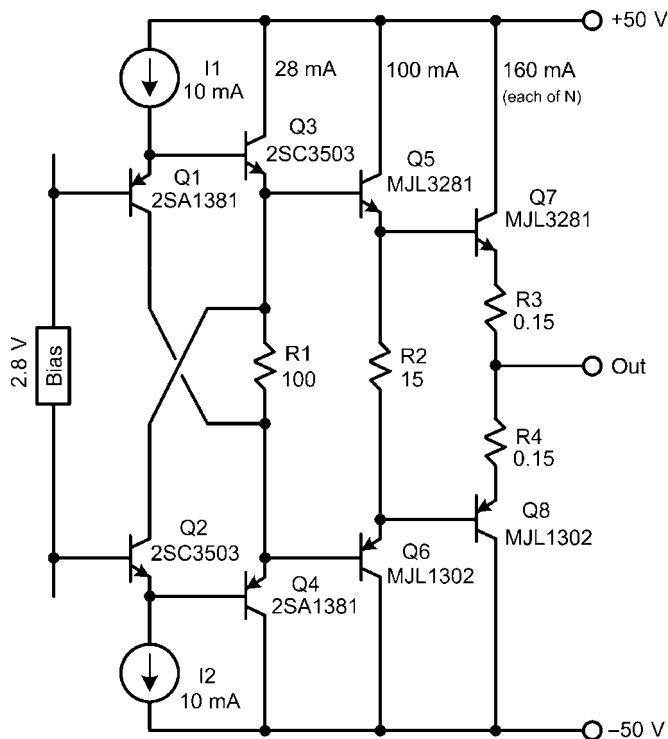 +50 V
I1
10 mA
28 mA
100 mA
160 mA
(each of N)
Q3
2SC3503
Q1
2SA1381
Q5
MJL3281
Q7
MJL3281
2.8 V
Bias
R1
100
R2
15
R3
0.15
Out
R4
0.15
Q2
2SC3503
Q4
2SA1381
Q6
MJL1302
Q8
MJL1302
I2
10 mA
–50 V